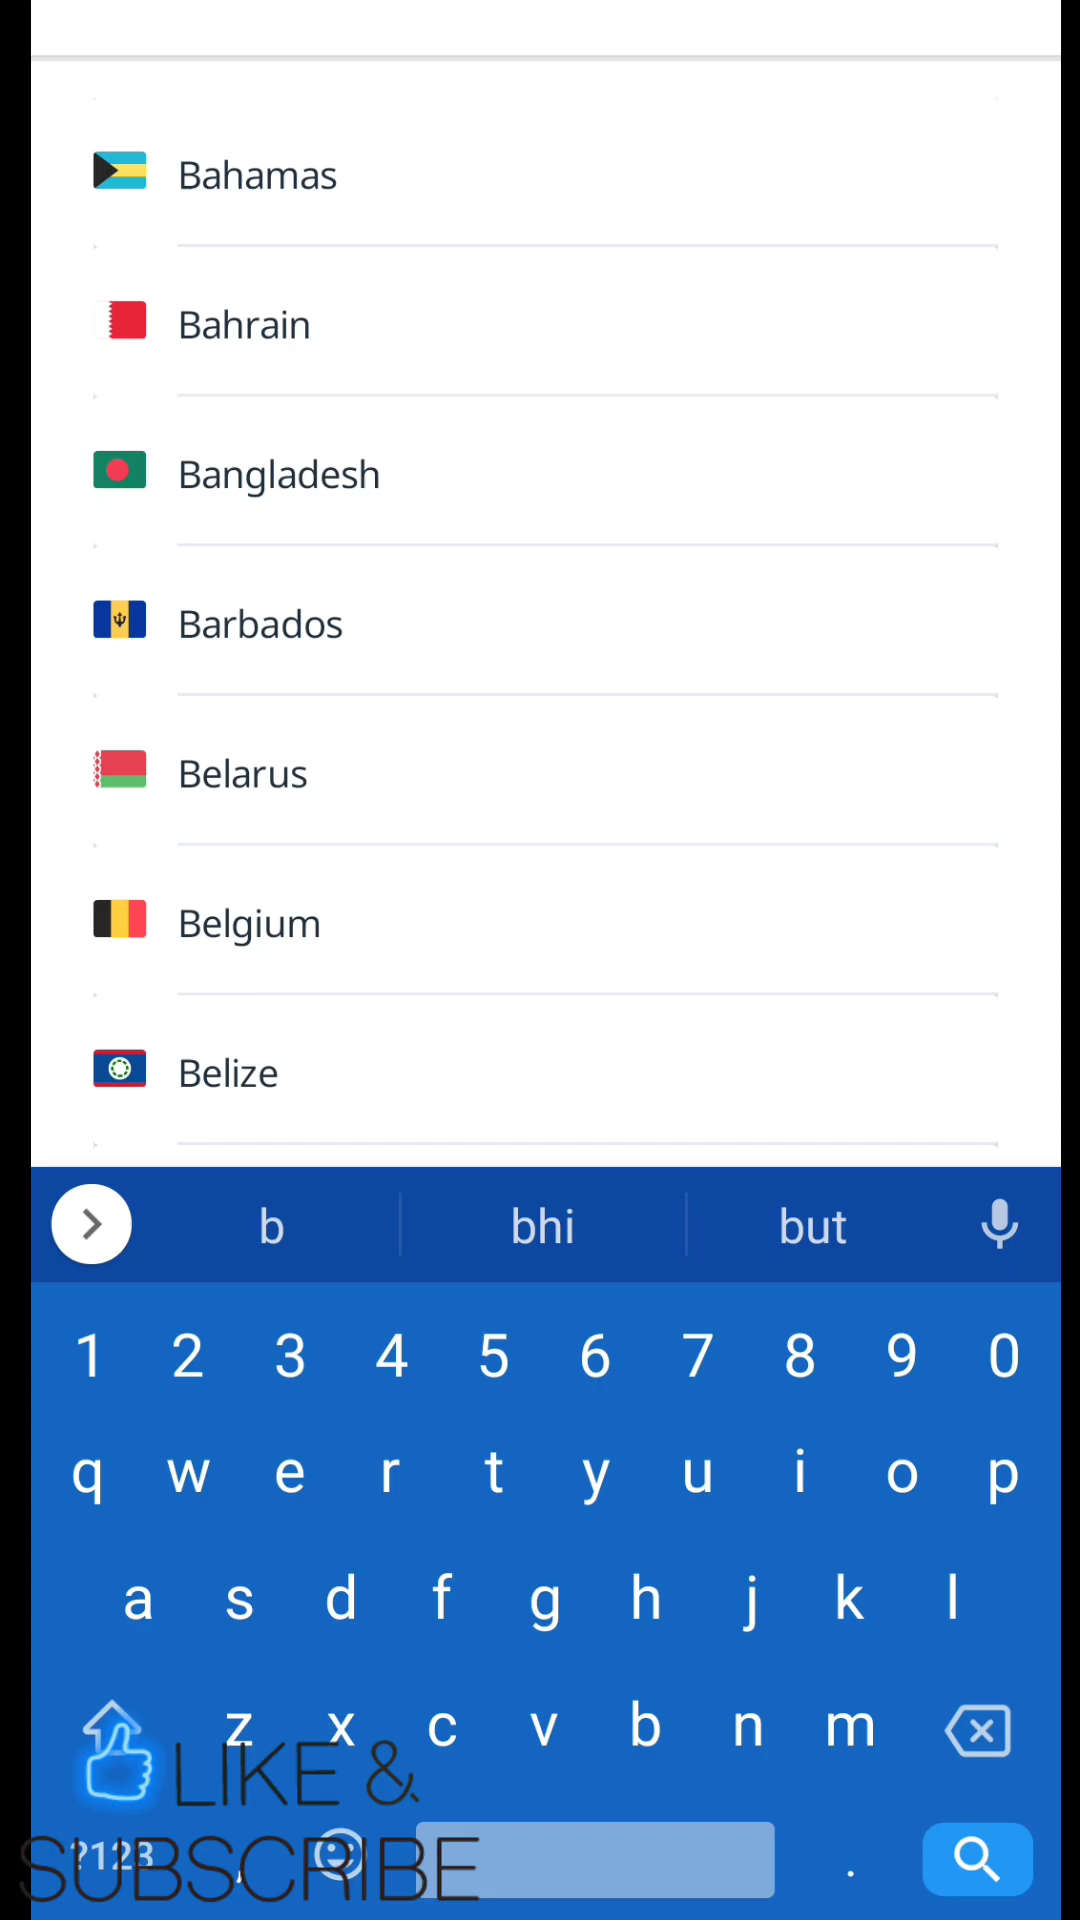 Bahamas
Bahrain
Bangladesh
Barbados
Belarus
Belgium
Belize
b bhi but
1 2 3 4 5 6 7 8 9 0
q w e r t y u i o p
a s d f g h j k l
z x c v b n m
LIKE &
?123 , .
SUBSCRIBE